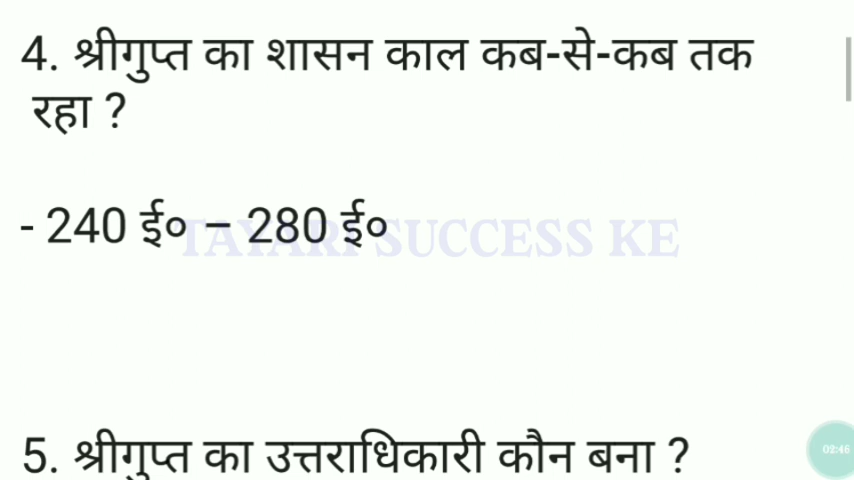 4. श्रीगुप्त का शासन काल कब-से-कब तक
रहा ?
- 240 ई० – 280 ई०
TAYARI SUCCESS KE
5. श्रीगुप्त का उत्तराधिकारी कौन बना ?
02:46